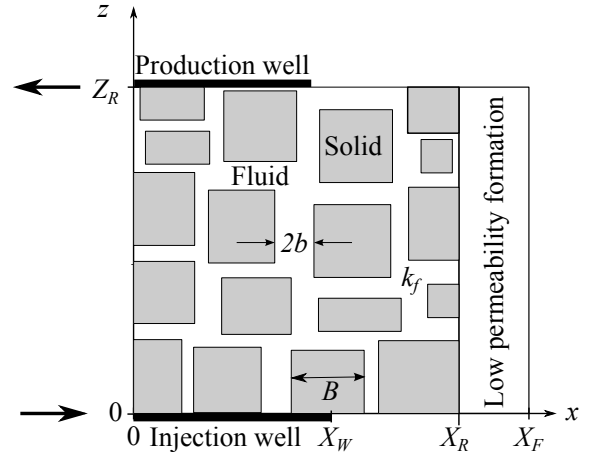 z
Production well
Z_R
Solid
Fluid
2b
k_f
Low permeability formation
B
0
x
0
Injection well
X_W
X_R
X_F